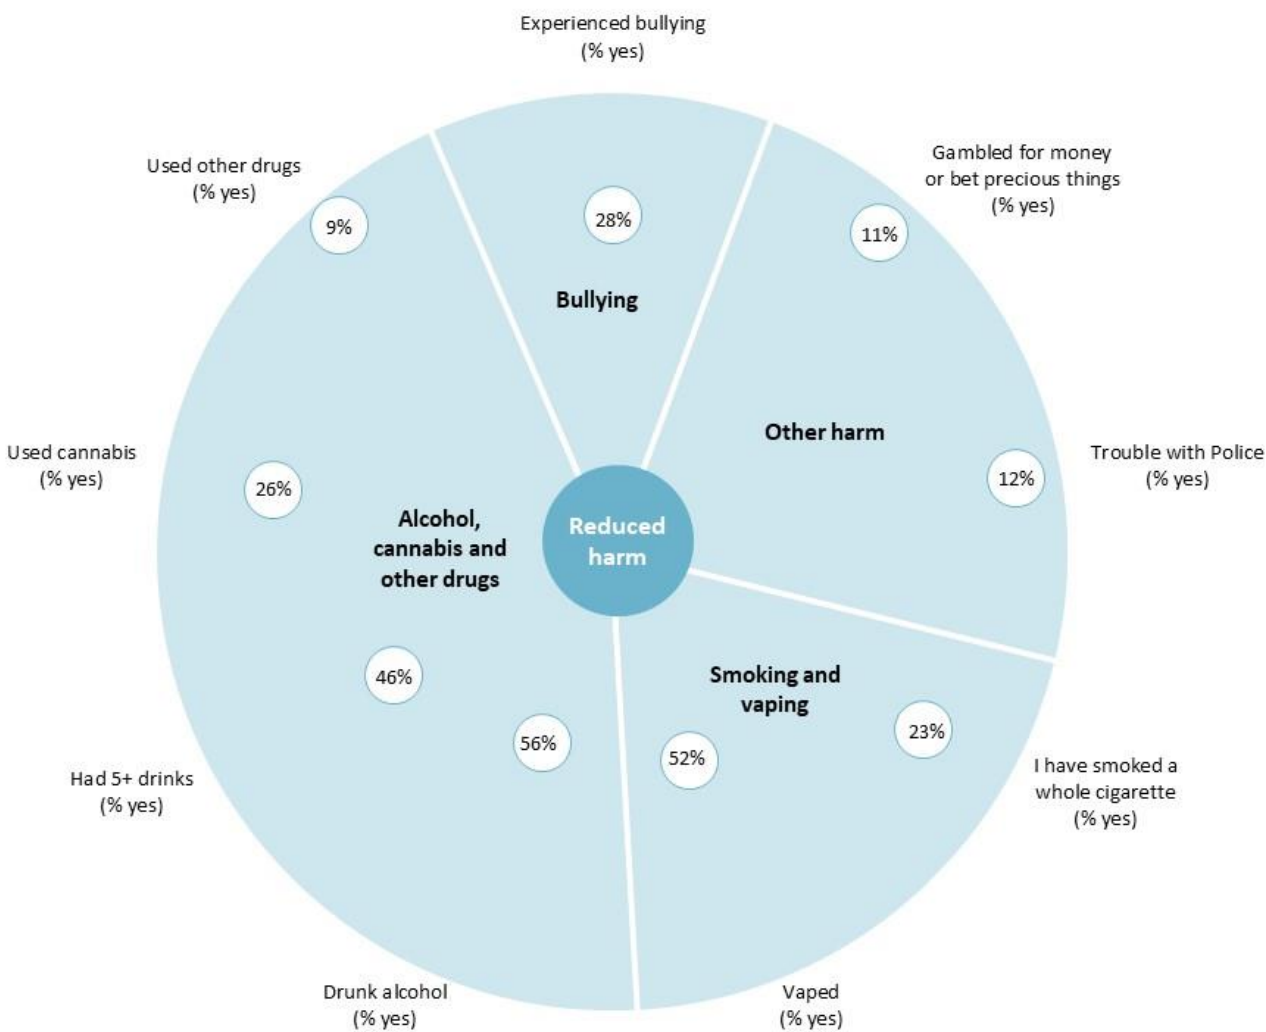 Experienced bullying
(% yes)
Used other drugs
(% yes)
Gambled for money
or bet precious things
(% yes)
9%
28%
11%
Bullying
Other harm
Used cannabis
(% yes)
26%
12%
Trouble with Police
(% yes)
Alcohol,
cannabis and
other drugs
Reduced
harm
46%
56%
Smoking and
vaping
52%
23%
Had 5+ drinks
(% yes)
I have smoked a
whole cigarette
(% yes)
Drunk alcohol
(% yes)
Vaped
(% yes)